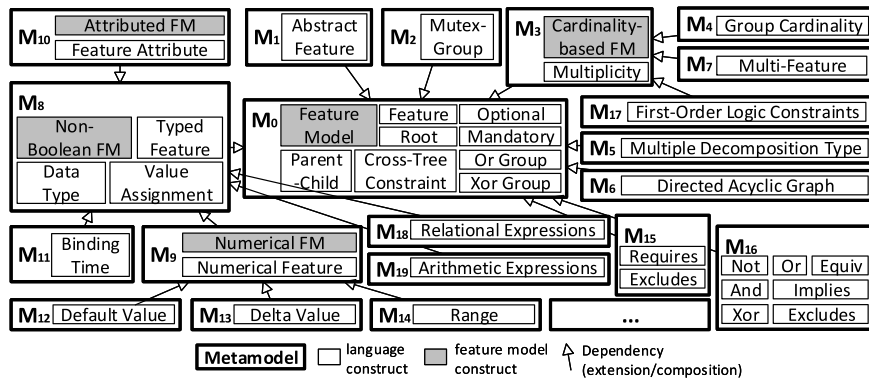 M10 Attributed FM
Feature Attribute
M1 Abstract
Feature
M2 Mutex-
Group
M3 Cardinality-
based FM
Multiplicity
M4 Group Cardinality
M7 Multi-Feature
M17 First-Order Logic Constraints
M5 Multiple Decomposition Type
M6 Directed Acyclic Graph
M8
Non-
Boolean FM
Typed
Feature
Data
Type
Value
Assignment
M0 Feature
Model
Feature
Root
Optional
Mandatory
Parent
-Child
Cross-Tree
Constraint
Or Group
Xor Group
M11 Binding
Time
M9 Numerical FM
Numerical Feature
M18 Relational Expressions
M19 Arithmetic Expressions
M15
Requires
Excludes
M16
Not Or Equiv
And Implies
Xor Excludes
M12 Default Value
M13 Delta Value
M14 Range
...
Metamodel
language
construct
feature model
construct
Dependency
(extension/composition)